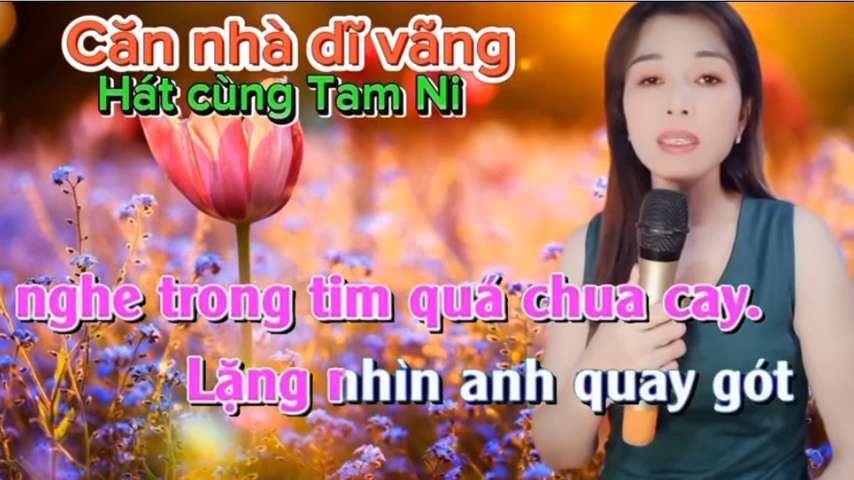 Căn nhà dĩ vãng
Hát cùng Tam Ni
nghe trong tim quá chua cay.
Lặng nhìn anh quay gót